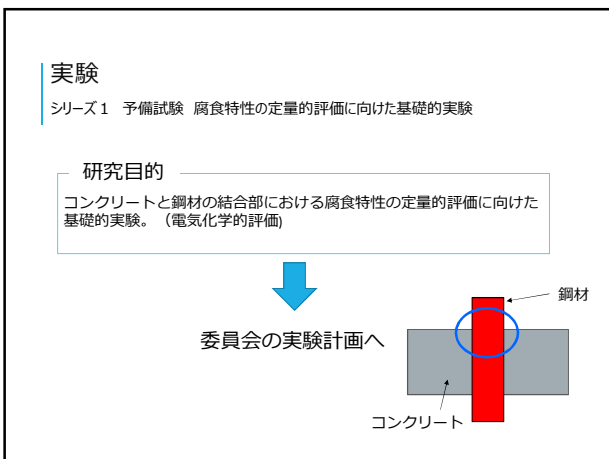 実験
シリーズ１　予備試験　腐食特性の定量的評価に向けた基礎的実験
研究目的
コンクリートと鋼材の結合部における腐食特性の定量的評価に向けた
基礎的実験。（電気化学的評価)
委員会の実験計画へ
鋼材
コンクリート